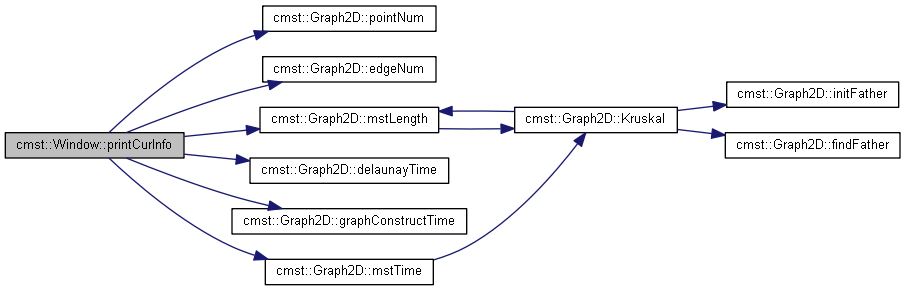 cmst::Graph2D::pointNum
cmst::Graph2D::edgeNum
cmst::Graph2D::initFather
cmst::Graph2D::mstLength
cmst::Graph2D::Kruskal
cmst::Window::printCurInfo
cmst::Graph2D::findFather
cmst::Graph2D::delaunayTime
cmst::Graph2D::graphConstructTime
cmst::Graph2D::mstTime